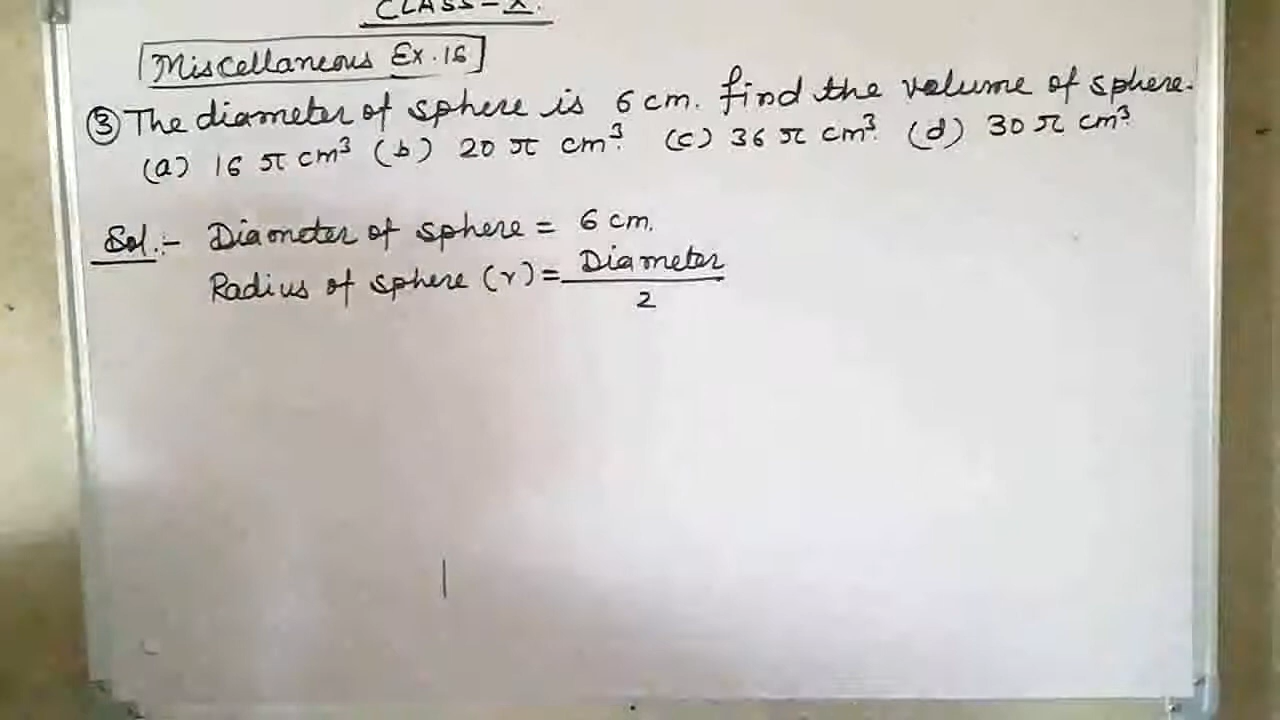 CLASS-X.
Miscellaneous Ex.16
③ The diameter of sphere is 6 cm. find the volume of sphere.
(a) 16 π cm³ (b) 20 π cm³. (c) 36 π cm³. (d) 30 π cm³.
Sol.:- Diameter of sphere = 6 cm.
Radius of sphere (r) = Diameter
2